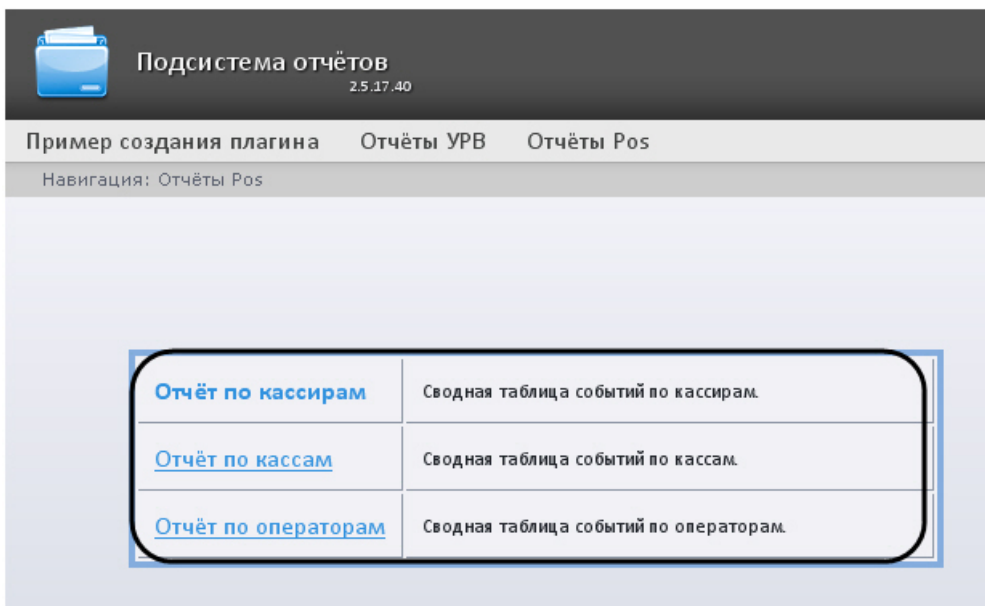 Подсистема отчётов
2.5.17.40
Пример создания плагина Отчёты УРВ Отчёты Pos
Навигация: Отчёты Pos
Отчёт по кассирам Сводная таблица событий по кассирам.
Отчёт по кассам Сводная таблица событий по кассам.
Отчёт по операторам Сводная таблица событий по операторам.